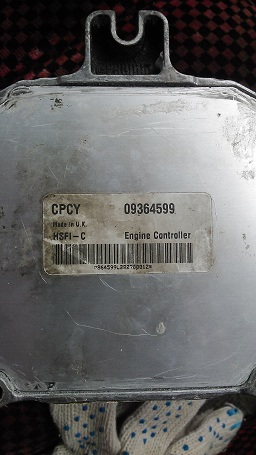 CPCY 09364599
Made in U.K.
HSFI-C Engine Controller